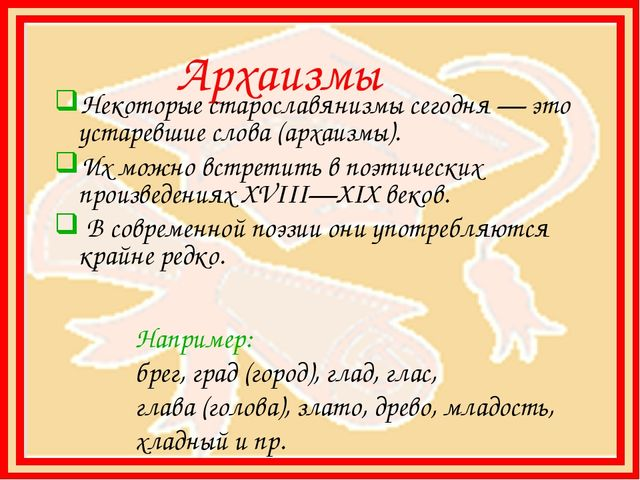 Архаизмы
Некоторые старославянизмы сегодня — это
устаревшие слова (архаизмы).
Их можно встретить в поэтических
произведениях XVIII—XIX веков.
В современной поэзии они употребляются
крайне редко.
Например:
брег, град (город), глад, глас,
глава (голова), злато, древо, младость,
хладный и пр.